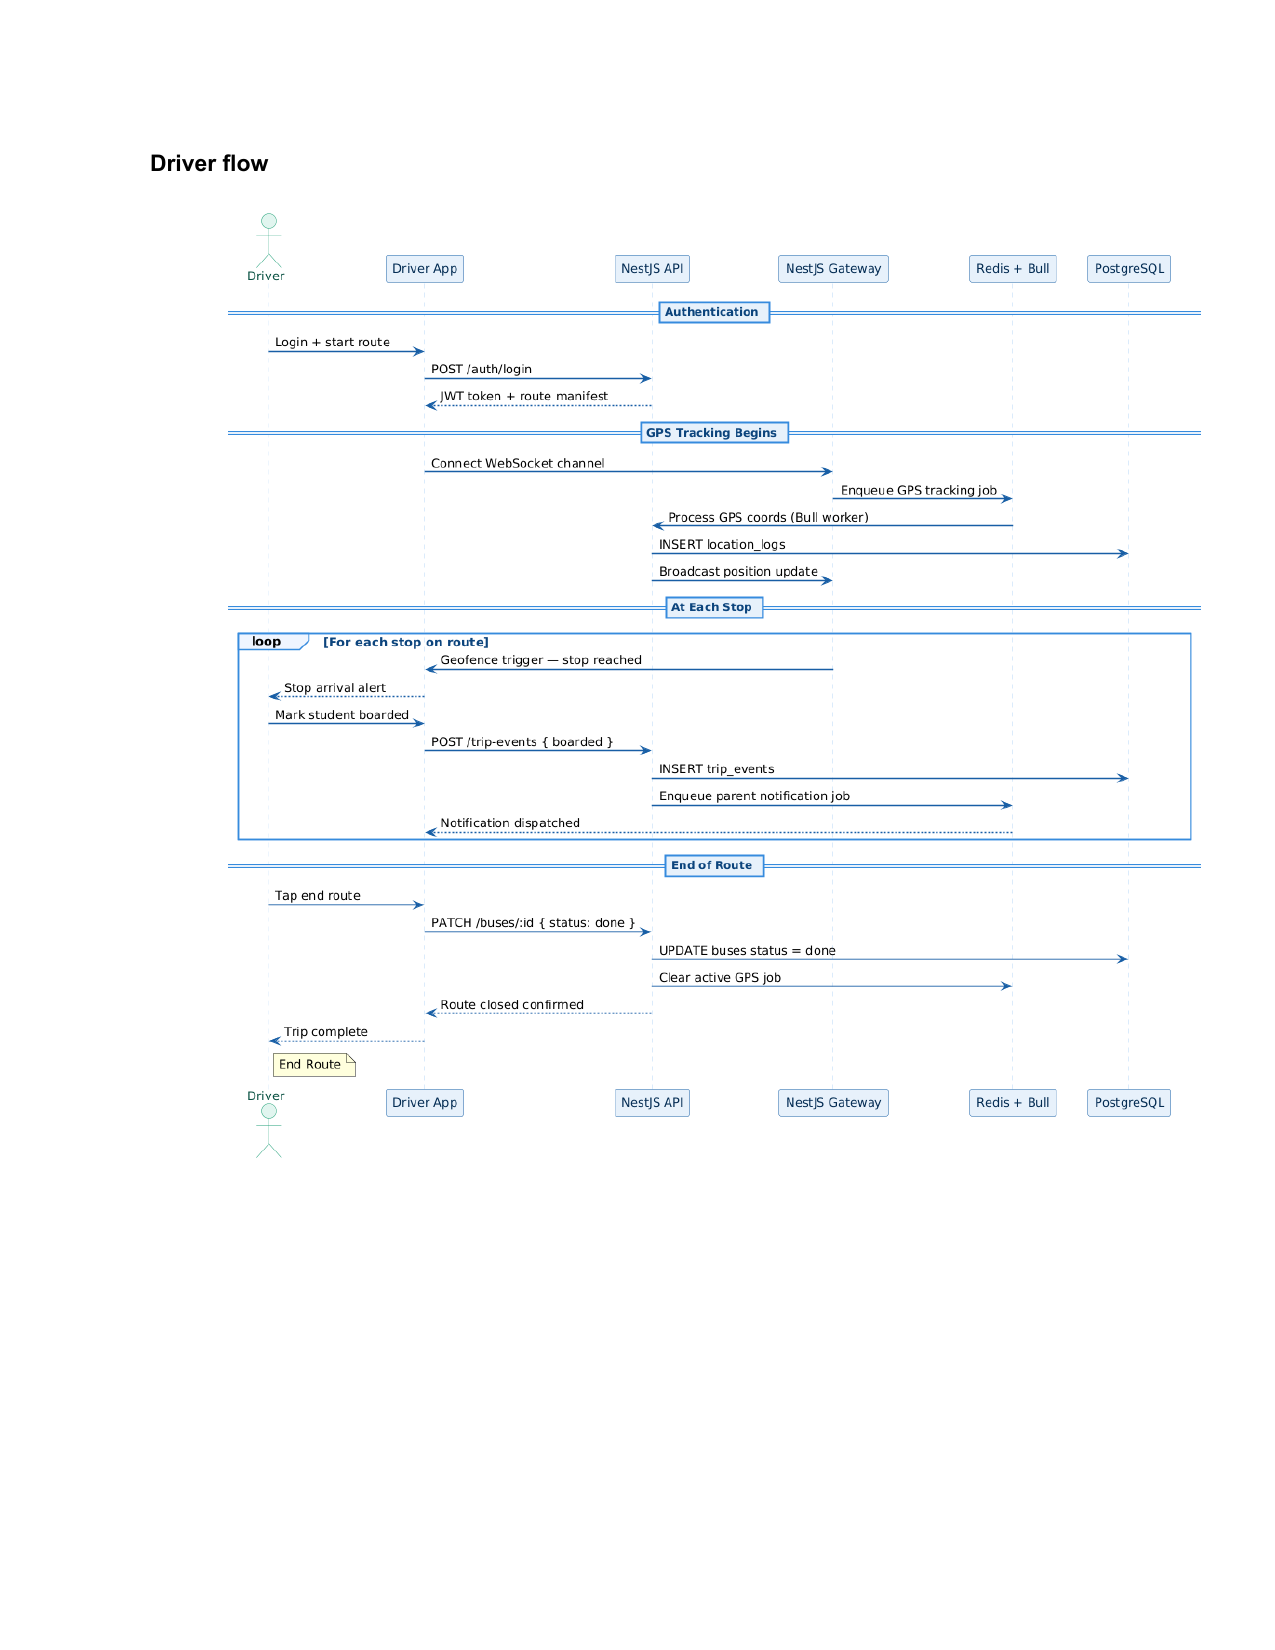 Driver flow
Driver
Driver App
NestJS API
NestJS Gateway
Redis + Bull
PostgreSQL
Authentication
Login + start route
POST /auth/login
JWT token + route manifest
GPS Tracking Begins
Connect WebSocket channel
Enqueue GPS tracking job
Process GPS coords (Bull worker)
INSERT location_logs
Broadcast position update
At Each Stop
loop
[For each stop on route]
Geofence trigger — stop reached
Stop arrival alert
Mark student boarded
POST /trip-events { boarded }
INSERT trip_events
Enqueue parent notification job
Notification dispatched
End of Route
Tap end route
PATCH /buses/:id { status: done }
UPDATE buses status = done
Clear active GPS job
Route closed confirmed
Trip complete
End Route
Driver
Driver App
NestJS API
NestJS Gateway
Redis + Bull
PostgreSQL